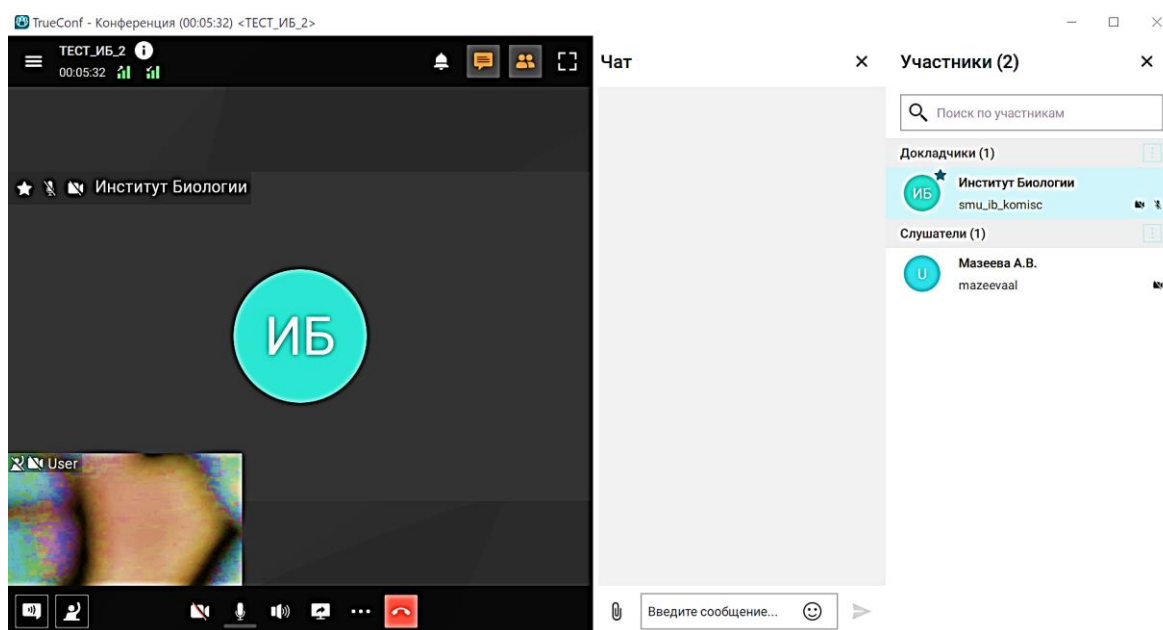 TrueConf - Конференция (00:05:32) <ТЕСТ_ИБ_2>
ТЕСТ_ИБ_2
00:05:32
Институт Биологии
ИБ
User
Чат
Введите сообщение...
Участники (2)
Поиск по участникам
Докладчики (1)
ИБ
Институт Биологии
smu_ib_komisc
Слушатели (1)
U
Мазеева А.В.
mazeevaal